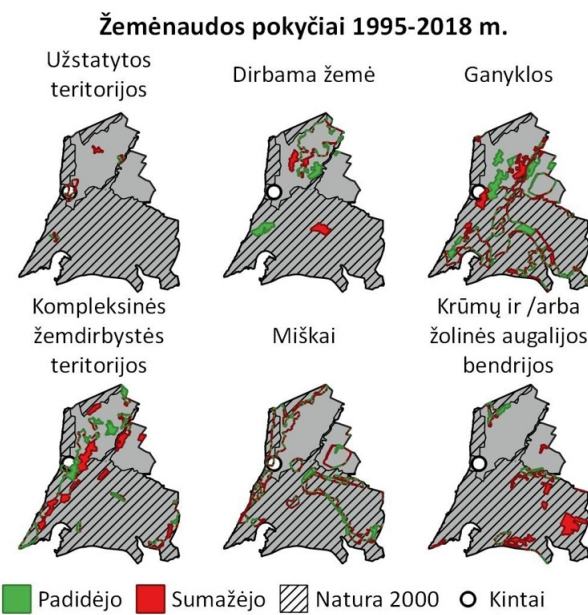 Žemėnaudos pokyčiai 1995-2018 m.
Užstatytos
teritorijos
Dirbama žemė
Ganyklos
Kompleksinės
žemdirbystės
teritorijos
Miškai
Krūmų ir /arba
žolinės augalijos
bendrijos
Padidėjo
Sumažėjo
Natura 2000
Kintai